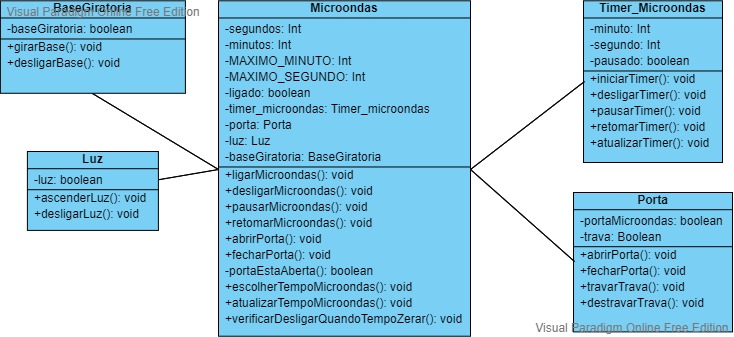 BaseGiratoria
Visual Paradigm Online Free Edition
-baseGiratoria: boolean
+girarBase(): void
+desligarBase(): void
Luz
-luz: boolean
+ascenderLuz(): void
+desligarLuz(): void
Microondas
-segundos: Int
-minutos: Int
-MAXIMO_MINUTO: Int
-MAXIMO_SEGUNDO: Int
-ligado: boolean
-timer_microondas: Timer_microondas
-porta: Porta
-luz: Luz
-baseGiratoria: BaseGiratoria
+ligarMicroondas(): void
+desligarMicroondas(): void
+pausarMicroondas(): void
+retomarMicroondas(): void
+abrirPorta(): void
+fecharPorta(): void
-portaEstaAberta(): boolean
+escolherTempoMicroondas(): void
+atualizarTempoMicroondas(): void
+verificarDesligarQuandoTempoZerar(): void
Timer_Microondas
-minuto: Int
-segundo: Int
-pausado: boolean
+iniciarTimer(): void
+desligarTimer(): void
+pausarTimer(): void
+retomarTimer(): void
+atualizarTimer(): void
Porta
-portaMicroondas: boolean
-trava: Boolean
+abrirPorta(): void
+fecharPorta(): void
+travarTrava(): void
+destravarTrava(): void
Visual Paradigm Online Free Edition